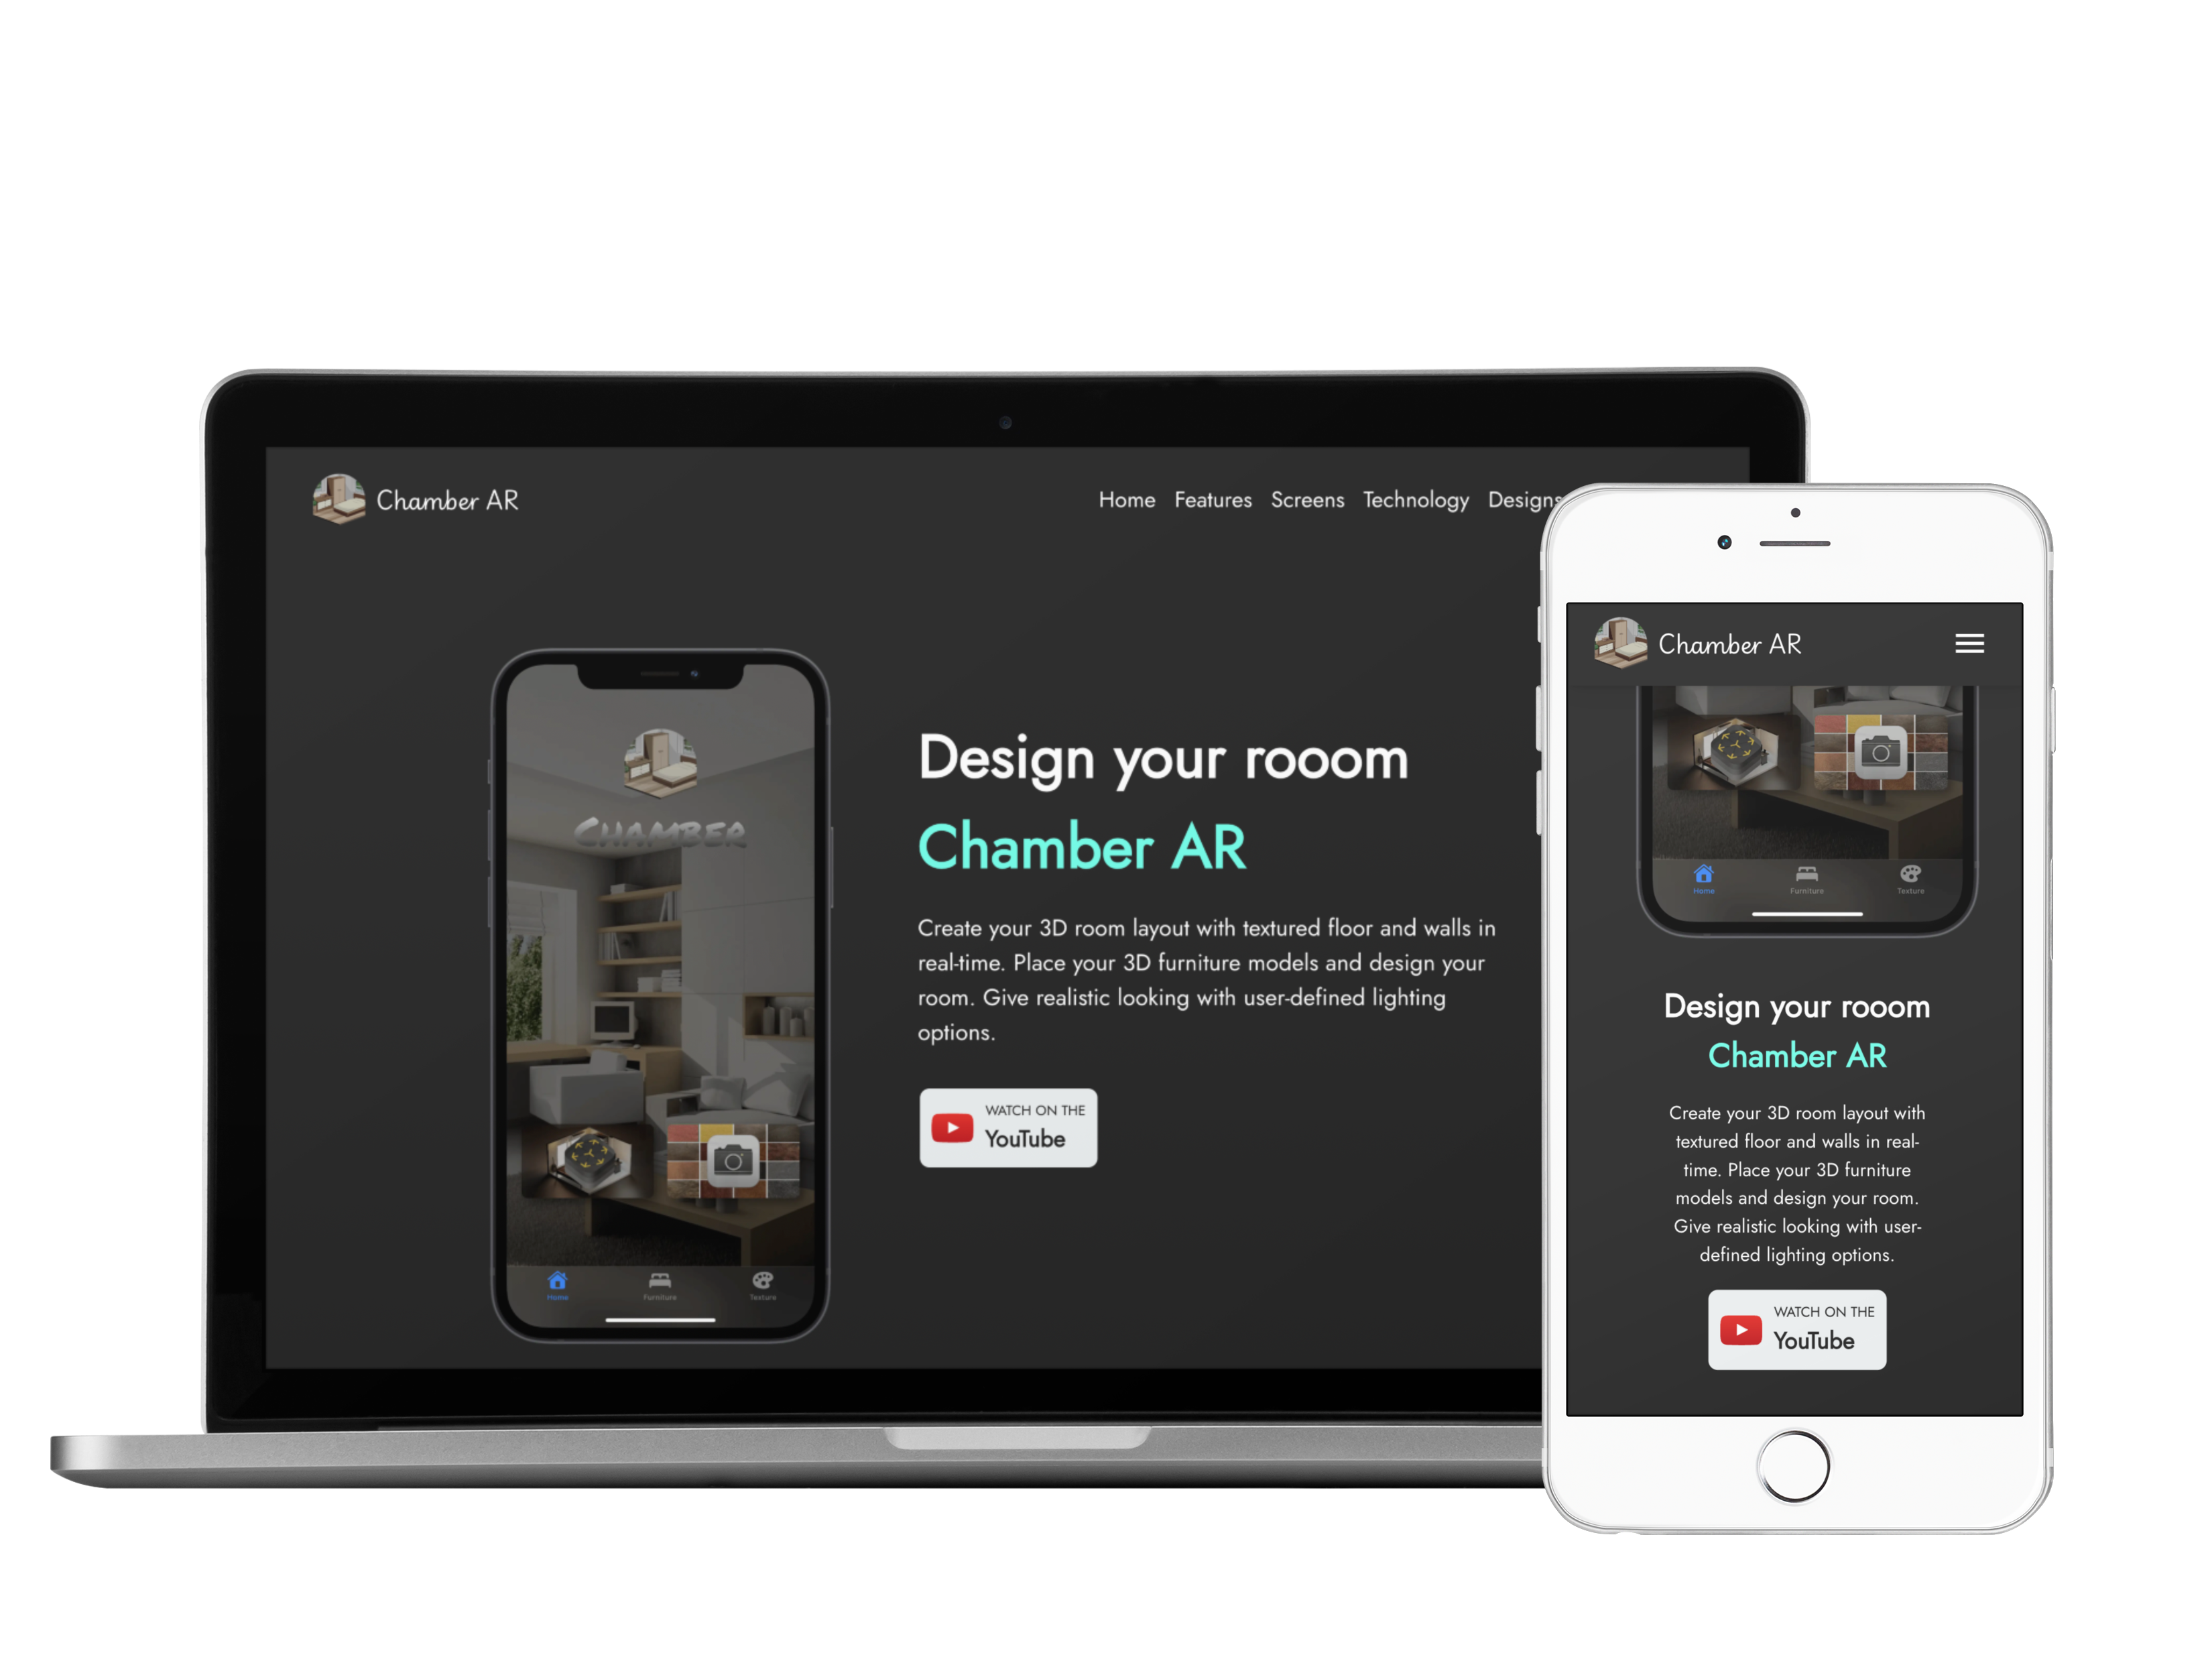 Chamber AR
Home Features Screens Technology Designs
CHAMBER
Home Furniture Texture
Design your rooom
Chamber AR
Create your 3D room layout with textured floor and walls in
real-time. Place your 3D furniture models and design your
room. Give realistic looking with user-defined lighting
options.
WATCH ON THE
YouTube
Chamber AR
Home Furniture Texture
Design your rooom
Chamber AR
Create your 3D room layout with
textured floor and walls in real-
time. Place your 3D furniture
models and design your room.
Give realistic looking with user-
defined lighting options.
WATCH ON THE
YouTube